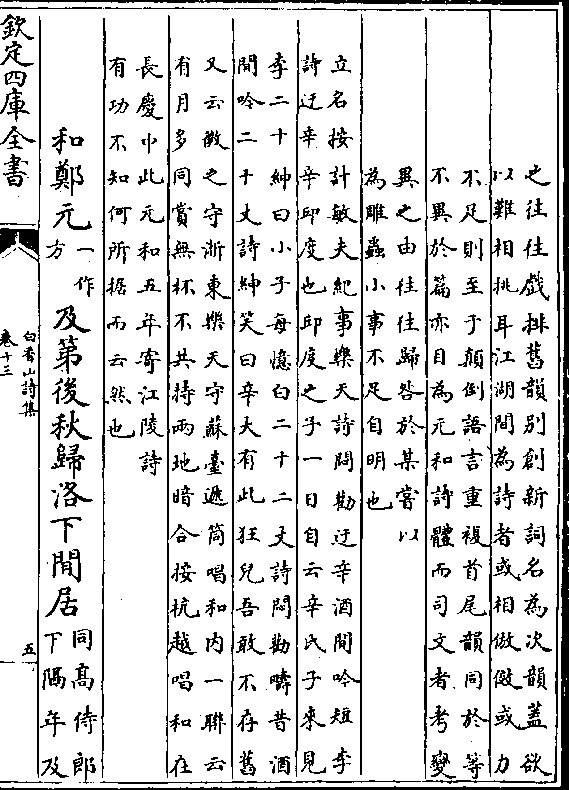 之往往戲排舊韻別創新詞名為次韻蓋欲
以難相挑耳江湖間為詩者或相倣傚或力
不足則至于顛倒語言重複首尾韻同於等
不異於篇亦目為元和詩體而司文者考變
異之由往往歸咎於某嘗以
為雕蟲小事不足自明也
立名按計敏夫紀事樂天詩悶勸迂辛酒閒吟短李
詩迂辛辛邱度也邱度之子一日自云辛氏子來見
李二十紳曰小子每憶白二十二丈詩悶勸疇昔酒
閒吟二十丈詩紳笑曰辛大有此狂兒吾敢不存舊
又云微之守浙東樂天守蘇臺遞筒唱和内一聯云
有月多同賞無杯不共持兩地暗合按杭越唱和在
長慶中此元和五年寄江陵詩
有功不知何所據而云然也
和鄭元一作方及第後秋歸洛下閒居同髙侍郎下隔年及
欽定四庫全書
白香山詩集
卷十三
五